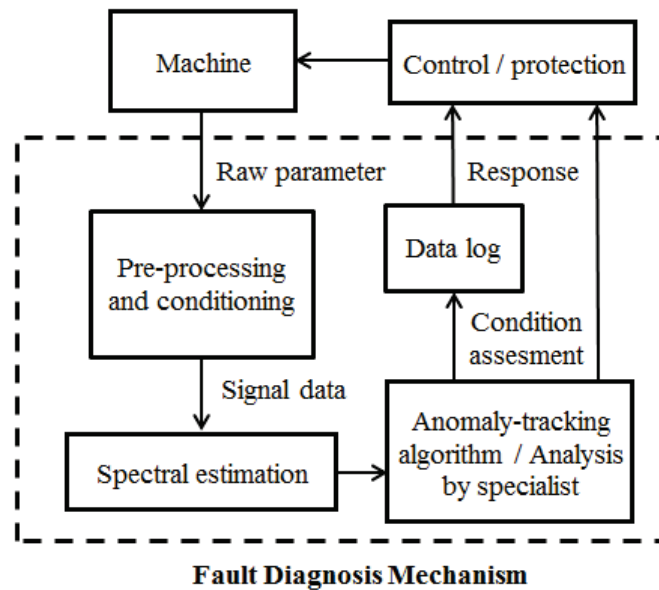 Machine
Control / protection
Raw parameter
Response
Pre-processing
and conditioning
Data log
Condition
assesment
Signal data
Spectral estimation
Anomaly-tracking
algorithm / Analysis
by specialist
Fault Diagnosis Mechanism